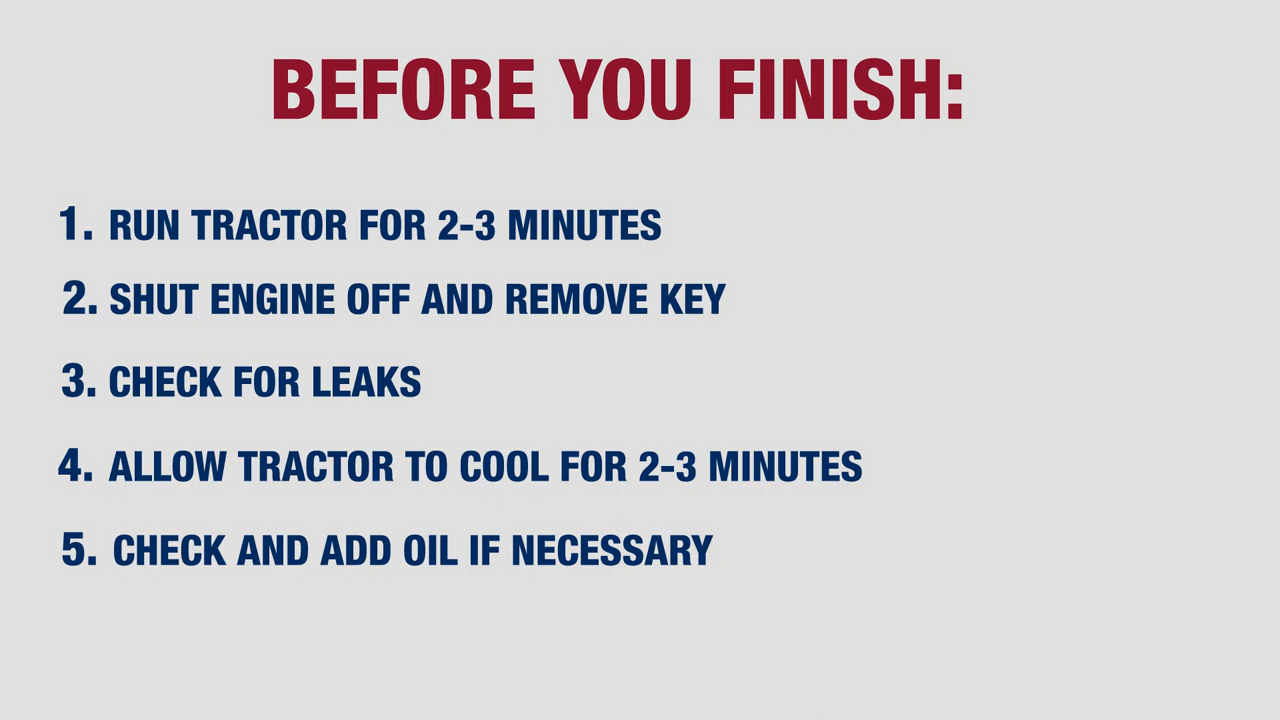 BEFORE YOU FINISH:
1. RUN TRACTOR FOR 2-3 MINUTES
2. SHUT ENGINE OFF AND REMOVE KEY
3. CHECK FOR LEAKS
4. ALLOW TRACTOR TO COOL FOR 2-3 MINUTES
5. CHECK AND ADD OIL IF NECESSARY